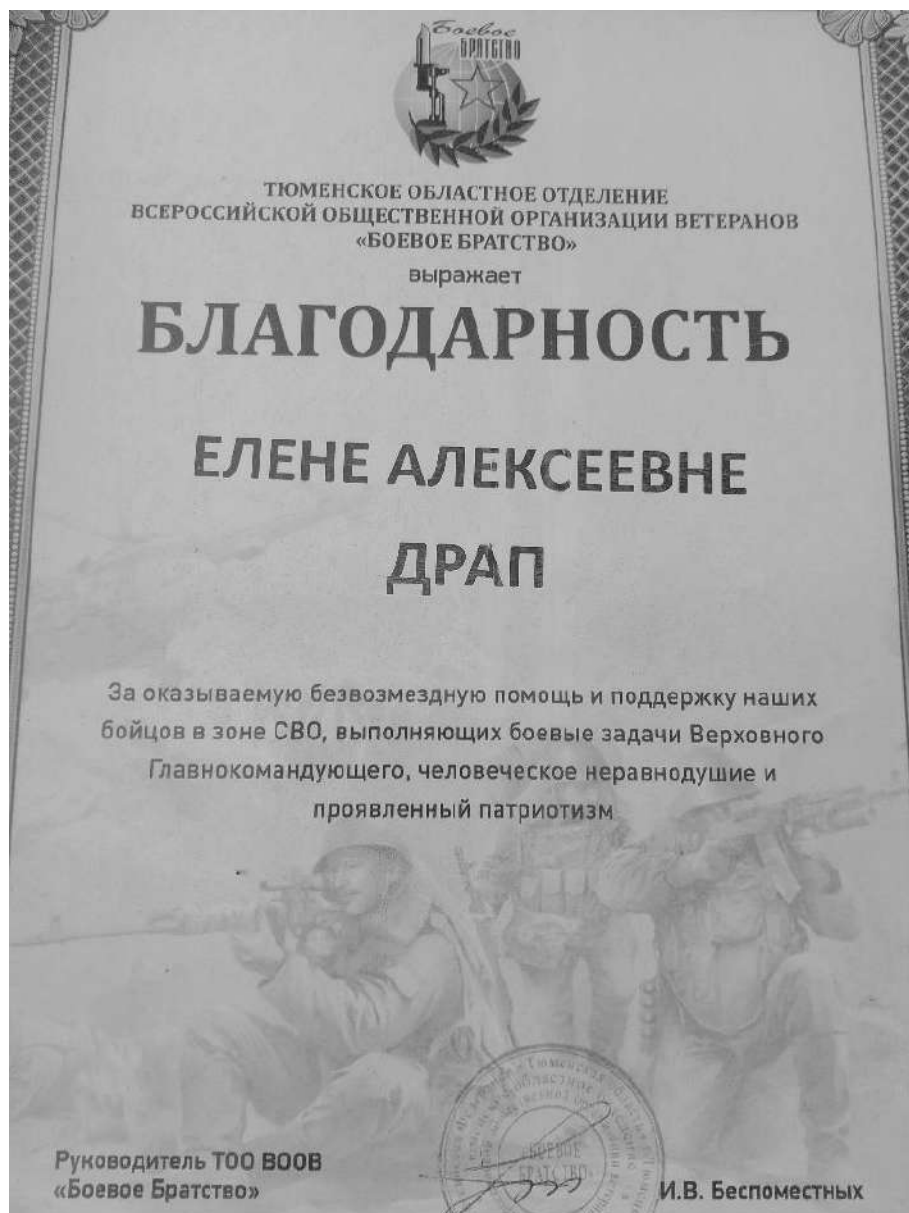 Боевое
БРАТСТВО
ТЮМЕНСКОЕ ОБЛАСТНОЕ ОТДЕЛЕНИЕ
ВСЕРОССИЙСКОЙ ОБЩЕСТВЕННОЙ ОРГАНИЗАЦИИ ВЕТЕРАНОВ
«БОЕВОЕ БРАТСТВО»
выражает
БЛАГОДАРНОСТЬ
ЕЛЕНЕ АЛЕКСЕЕВНЕ
ДРАП
За оказываемую безвозмездную помощь и поддержку наших
бойцов в зоне СВО, выполняющих боевые задачи Верховного
Главнокомандующего, человеческое неравнодушие и
проявленный патриотизм
«БОЕВОЕ
БРАТСТВО»
Руководитель ТОО ВООВ
«Боевое Братство»
И.В. Беспоместных